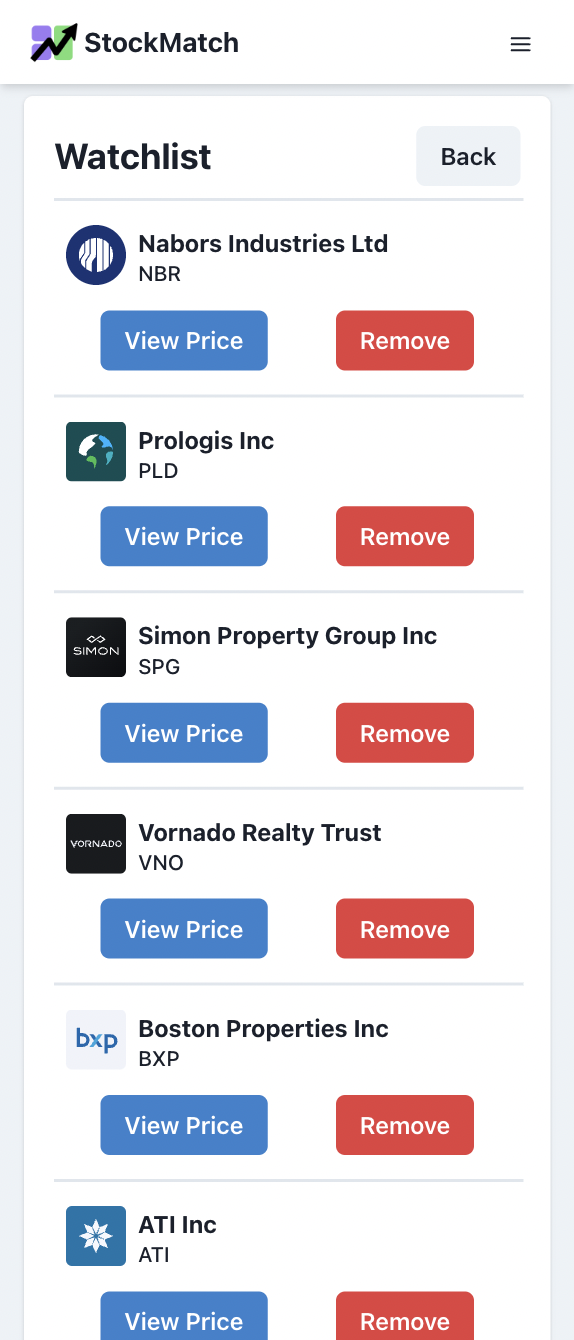 StockMatch
Watchlist
Back
Nabors Industries Ltd
NBR
View Price
Remove
Prologis Inc
PLD
View Price
Remove
SIMON
Simon Property Group Inc
SPG
View Price
Remove
VORNADO
Vornado Realty Trust
VNO
View Price
Remove
bxp
Boston Properties Inc
BXP
View Price
Remove
ATI Inc
ATI
View Price
Remove